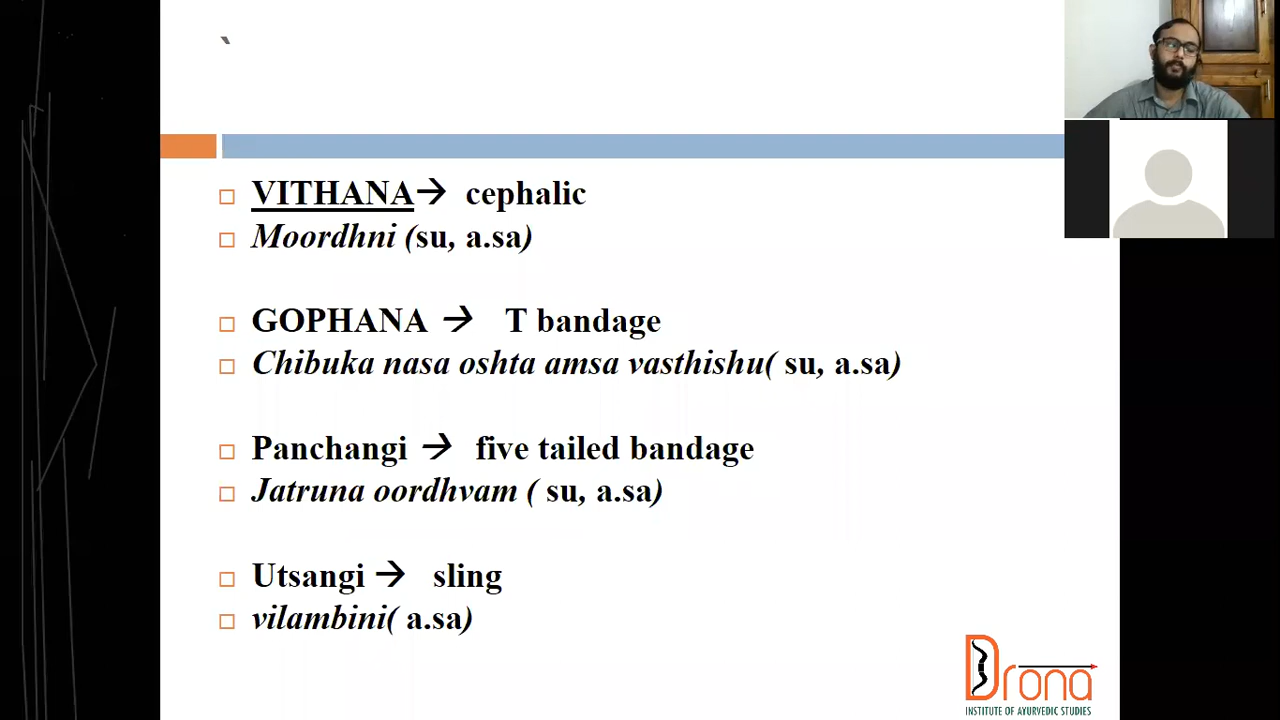 `
VITHANA→ cephalic
Moordhni (su, a.sa)
GOPHANA → T bandage
Chibuka nasa oshta amsa vasthishu( su, a.sa)
Panchangi → five tailed bandage
Jatruna oordhvam ( su, a.sa)
Utsangi → sling
vilambini( a.sa)
Drona
INSTITUTE OF AYURVEDIC STUDIES